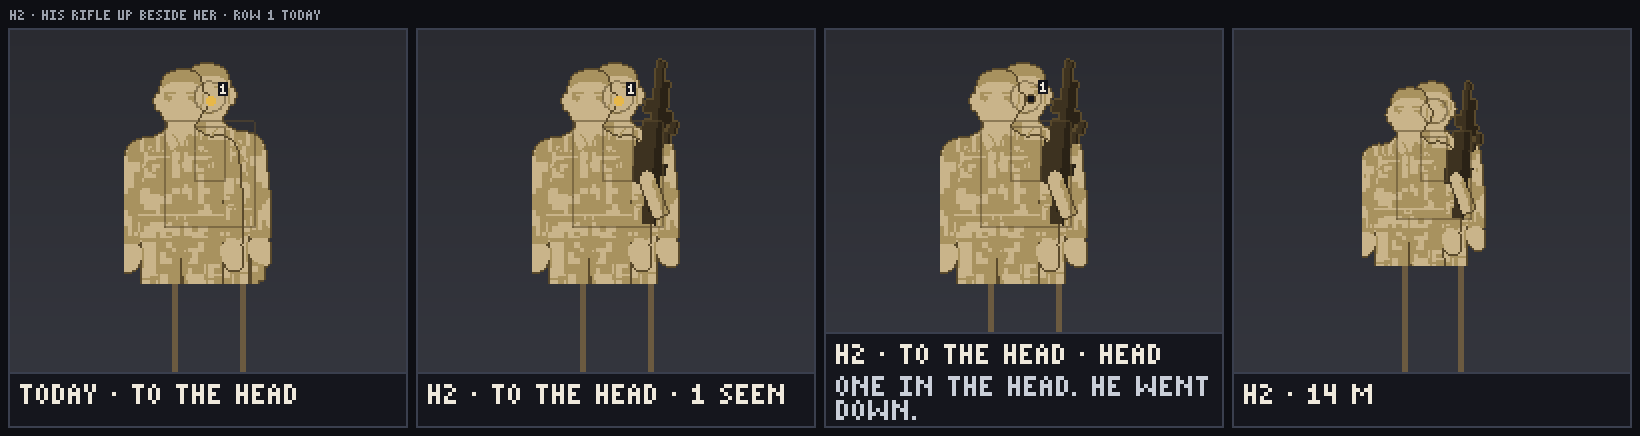 H2 · HIS RIFLE UP BESIDE HER · ROW 1 TODAY
1
1
1
TODAY · TO THE HEAD
H2 · TO THE HEAD · 1 SEEN
H2 · TO THE HEAD · HEAD
ONE IN THE HEAD. HE WENT
DOWN.
H2 · 14 M